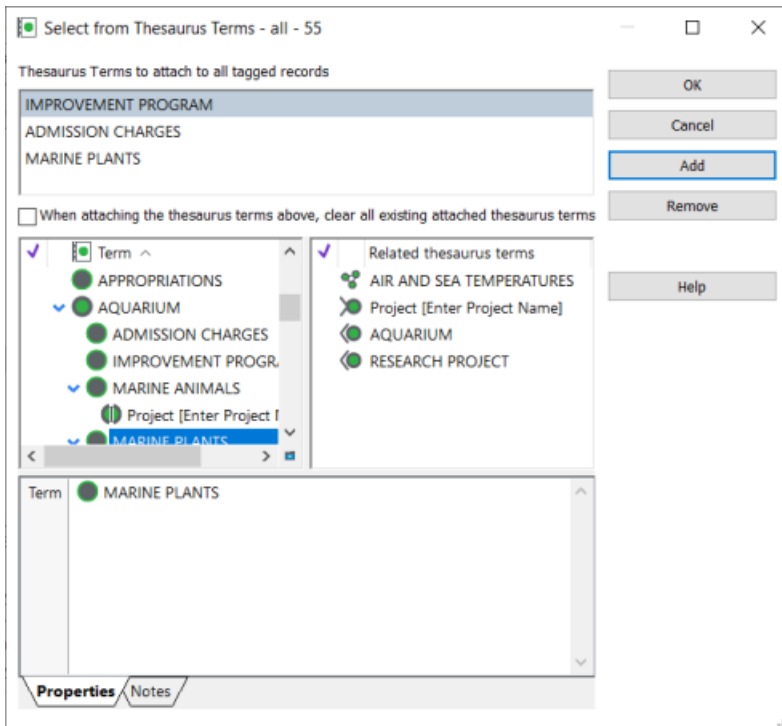 Select from Thesaurus Terms - all - 55
Thesaurus Terms to attach to all tagged records
IMPROVEMENT PROGRAM
ADMISSION CHARGES
MARINE PLANTS
OK
Cancel
Add
Remove
Help
When attaching the thesaurus terms above, clear all existing attached thesaurus terms
Term
APPROPRIATIONS
AQUARIUM
ADMISSION CHARGES
IMPROVEMENT PROGR
MARINE ANIMALS
Project [Enter Project
MARINE PLANTS
Related thesaurus terms
AIR AND SEA TEMPERATURES
Project [Enter Project Name]
AQUARIUM
RESEARCH PROJECT
Term
MARINE PLANTS
Properties
Notes